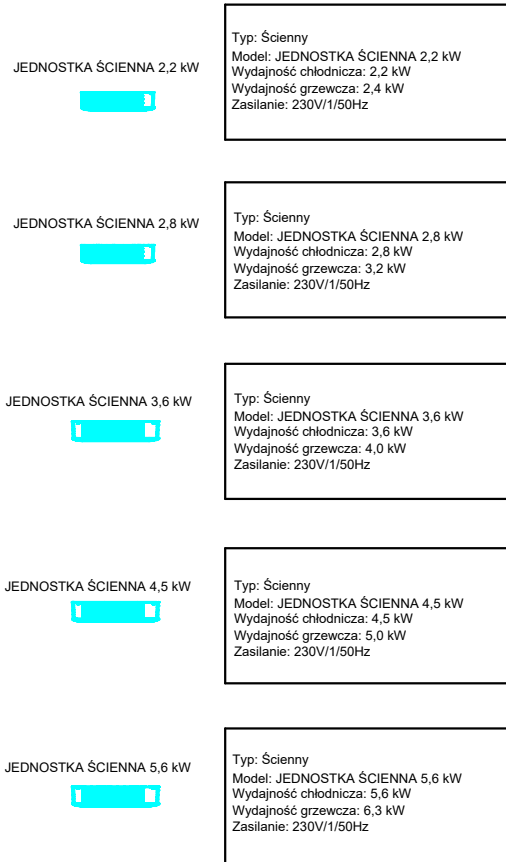 JEDNOSTKA ŚCIENNA 2,2 kW
Typ: Ścienny
Model: JEDNOSTKA ŚCIENNA 2,2 kW
Wydajność chłodnicza: 2,2 kW
Wydajność grzewcza: 2,4 kW
Zasilanie: 230V/1/50Hz
JEDNOSTKA ŚCIENNA 2,8 kW
Typ: Ścienny
Model: JEDNOSTKA ŚCIENNA 2,8 kW
Wydajność chłodnicza: 2,8 kW
Wydajność grzewcza: 3,2 kW
Zasilanie: 230V/1/50Hz
JEDNOSTKA ŚCIENNA 3,6 kW
Typ: Ścienny
Model: JEDNOSTKA ŚCIENNA 3,6 kW
Wydajność chłodnicza: 3,6 kW
Wydajność grzewcza: 4,0 kW
Zasilanie: 230V/1/50Hz
JEDNOSTKA ŚCIENNA 4,5 kW
Typ: Ścienny
Model: JEDNOSTKA ŚCIENNA 4,5 kW
Wydajność chłodnicza: 4,5 kW
Wydajność grzewcza: 5,0 kW
Zasilanie: 230V/1/50Hz
JEDNOSTKA ŚCIENNA 5,6 kW
Typ: Ścienny
Model: JEDNOSTKA ŚCIENNA 5,6 kW
Wydajność chłodnicza: 5,6 kW
Wydajność grzewcza: 6,3 kW
Zasilanie: 230V/1/50Hz